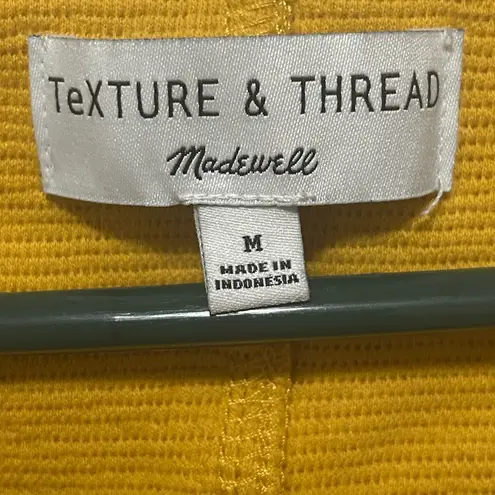 TeXTURE & THREAD
Madewell
M
MADE IN
INDONESIA